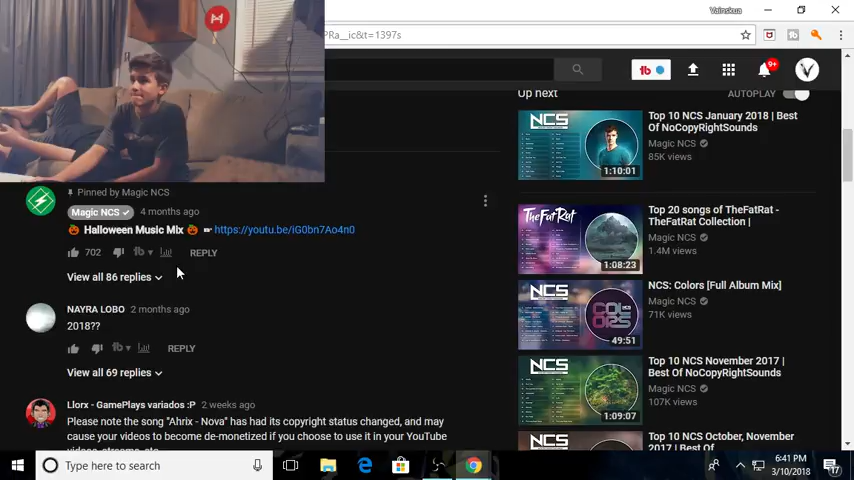 Vainskua
PRa__ic&t=1397s
9+
Up next
AUTOPLAY
NCS
1:10:01
Top 10 NCS January 2018 | Best
Of NoCopyRightSounds
Magic NCS
85K views
THEFATRAT
1:08:23
Top 20 songs of TheFatRat -
TheFatRat Collection |
Magic NCS
1.4M views
NCS
COLORS
49:51
NCS: Colors [Full Album Mix]
Magic NCS
71K views
NCS
1:09:07
Top 10 NCS November 2017 |
Best Of NoCopyRightSounds
Magic NCS
107K views
NCS
Top 10 NCS October, November
2017 | Best Of
Pinned by Magic NCS
Magic NCS 4 months ago
🎃 Halloween Music Mix 🎃 https://youtu.be/iG0bn7Ao4n0
702 REPLY
View all 86 replies
NAYRA LOBO 2 months ago
2018??
REPLY
View all 69 replies
Llorx - GamePlays variados :P 2 weeks ago
Please note the song "Ahrix - Nova" has had its copyright status changed, and may
cause your videos to become de-monetized if you choose to use it in your YouTube
videos, streams, etc
Type here to search
6:41 PM
3/10/2018
17